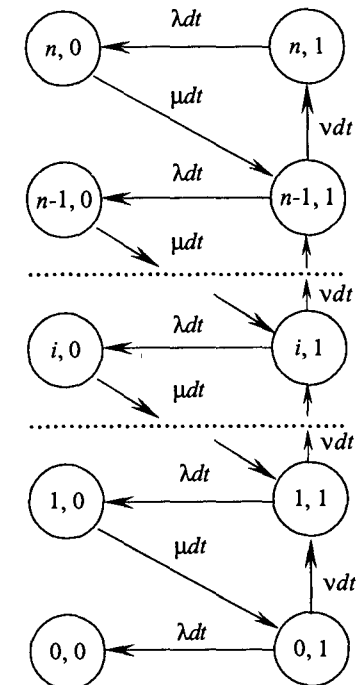 λdt
n, 0
n, 1
μdt
νdt
λdt
n-1, 0
n-1, 1
μdt
νdt
λdt
i, 0
i, 1
μdt
νdt
λdt
1, 0
1, 1
μdt
νdt
λdt
0, 0
0, 1